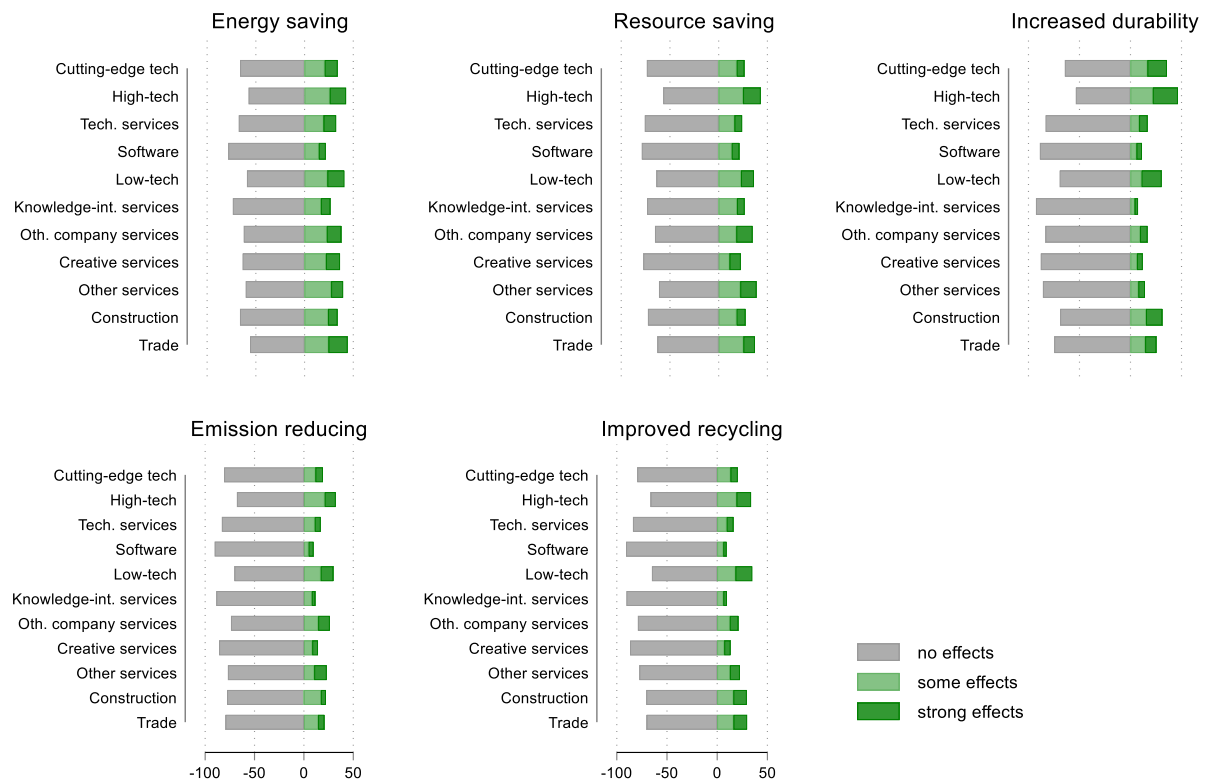 Energy saving
Cutting-edge tech
High-tech
Tech. services
Software
Low-tech
Knowledge-int. services
Oth. company services
Creative services
Other services
Construction
Trade
Resource saving
Cutting-edge tech
High-tech
Tech. services
Software
Low-tech
Knowledge-int. services
Oth. company services
Creative services
Other services
Construction
Trade
Increased durability
Cutting-edge tech
High-tech
Tech. services
Software
Low-tech
Knowledge-int. services
Oth. company services
Creative services
Other services
Construction
Trade
Emission reducing
Cutting-edge tech
High-tech
Tech. services
Software
Low-tech
Knowledge-int. services
Oth. company services
Creative services
Other services
Construction
Trade
-100 -50 0 50
Improved recycling
Cutting-edge tech
High-tech
Tech. services
Software
Low-tech
Knowledge-int. services
Oth. company services
Creative services
Other services
Construction
Trade
-100 -50 0 50
no effects
some effects
strong effects